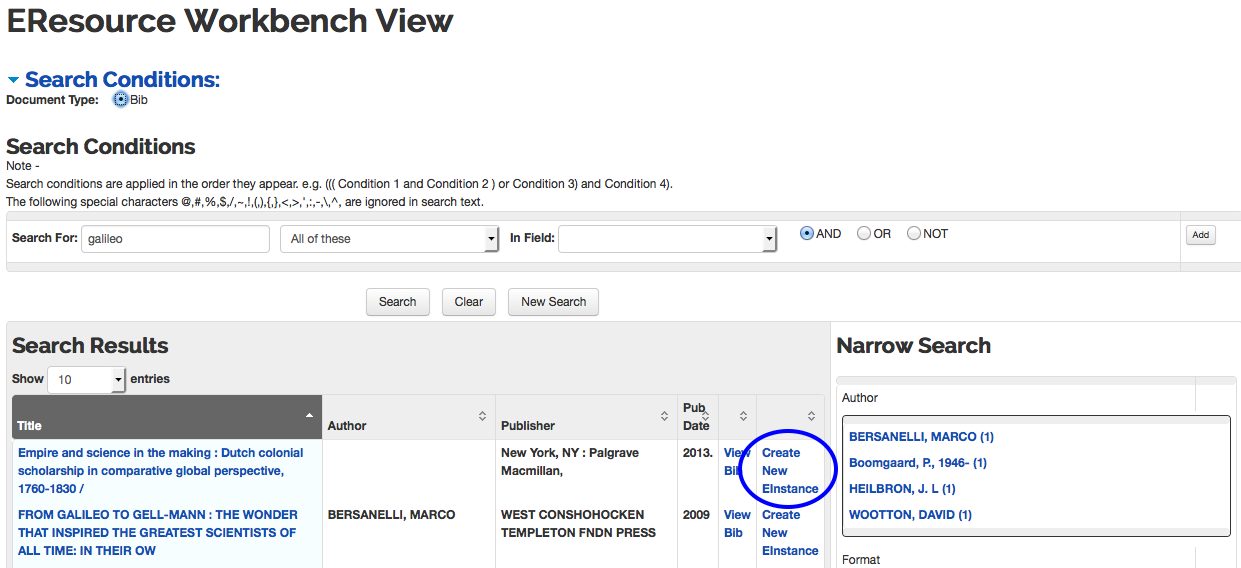 EResource Workbench View
Search Conditions:
Document Type: Bib
Search Conditions
Note -
Search conditions are applied in the order they appear. e.g. ((( Condition 1 and Condition 2 ) or Condition 3) and Condition 4).
The following special characters @,#,%,$,/,~,!,(,),{,},<,>,',:,-,\,^, are ignored in search text.
Search For: galileo All of these In Field: AND OR NOT Add
Search Clear New Search
Search Results
Show 10 entries
Title Author Publisher Pub Date
Empire and science in the making : Dutch colonial
scholarship in comparative global perspective,
1760-1830 /
New York, NY : Palgrave
Macmillan,
2013.
View
Bib
Create
New
EInstance
FROM GALILEO TO GELL-MANN : THE WONDER
THAT INSPIRED THE GREATEST SCIENTISTS OF
ALL TIME: IN THEIR OW
BERSANELLI, MARCO
WEST CONSHOHOCKEN
TEMPLETON FNDN PRESS
2009
View
Bib
Create
New
EInstance
Narrow Search
Author
BERSANELLI, MARCO (1)
Boomgaard, P., 1946- (1)
HEILBRON, J. L (1)
WOOTTON, DAVID (1)
Format